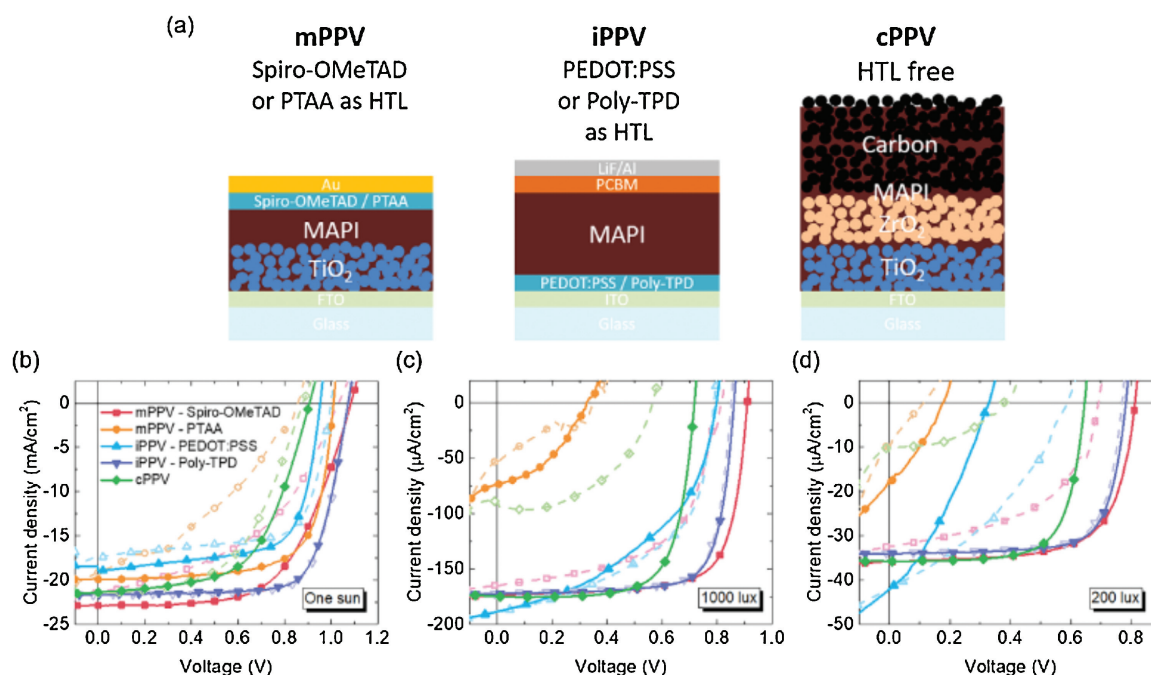 (a)
mPPV
Spiro-OMeTAD
or PTAA as HTL
iPPV
PEDOT:PSS
or Poly-TPD
as HTL
cPPV
HTL free
Au
Spiro-OMeTAD / PTAA
MAPI
TiO₂
FTO
Glass
LiF/Al
PCBM
MAPI
PEDOT:PSS / Poly-TPD
ITO
Glass
Carbon
MAPI
ZrO₂
TiO₂
FTO
Glass
(b)
Current density (mA/cm²)
0
-5
-10
-15
-20
-25
mPPV - Spiro-OMeTAD
mPPV - PTAA
iPPV - PEDOT:PSS
iPPV - Poly-TPD
cPPV
One sun
0.0 0.2 0.4 0.6 0.8 1.0 1.2
Voltage (V)
(c)
Current density (µA/cm²)
0
-50
-100
-150
-200
1000 lux
0.0 0.2 0.4 0.6 0.8 1.0
Voltage (V)
(d)
Current density (µA/cm²)
0
-10
-20
-30
-40
-50
200 lux
0.0 0.2 0.4 0.6 0.8
Voltage (V)